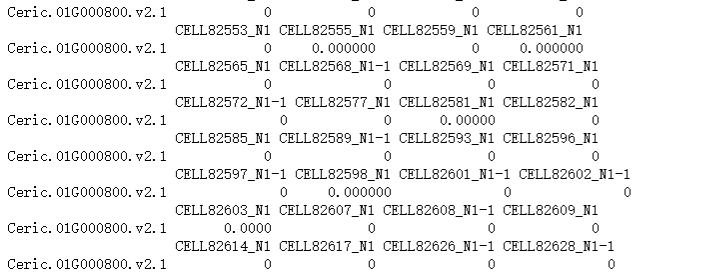 Ceric.01G000800.v2.1 0 0 0 0
CELL82553_N1 CELL82555_N1 CELL82559_N1 CELL82561_N1
Ceric.01G000800.v2.1 0 0.000000 0 0.000000
CELL82565_N1 CELL82568_N1-1 CELL82569_N1 CELL82571_N1
Ceric.01G000800.v2.1 0 0 0 0
CELL82572_N1-1 CELL82577_N1 CELL82581_N1 CELL82582_N1
Ceric.01G000800.v2.1 0 0 0.00000 0
CELL82585_N1 CELL82589_N1-1 CELL82593_N1 CELL82596_N1
Ceric.01G000800.v2.1 0 0 0 0
CELL82597_N1-1 CELL82598_N1 CELL82601_N1-1 CELL82602_N1-1
Ceric.01G000800.v2.1 0 0.000000 0 0
CELL82603_N1 CELL82607_N1 CELL82608_N1-1 CELL82609_N1
Ceric.01G000800.v2.1 0.0000 0 0 0
CELL82614_N1 CELL82617_N1 CELL82626_N1-1 CELL82628_N1-1
Ceric.01G000800.v2.1 0 0 0 0